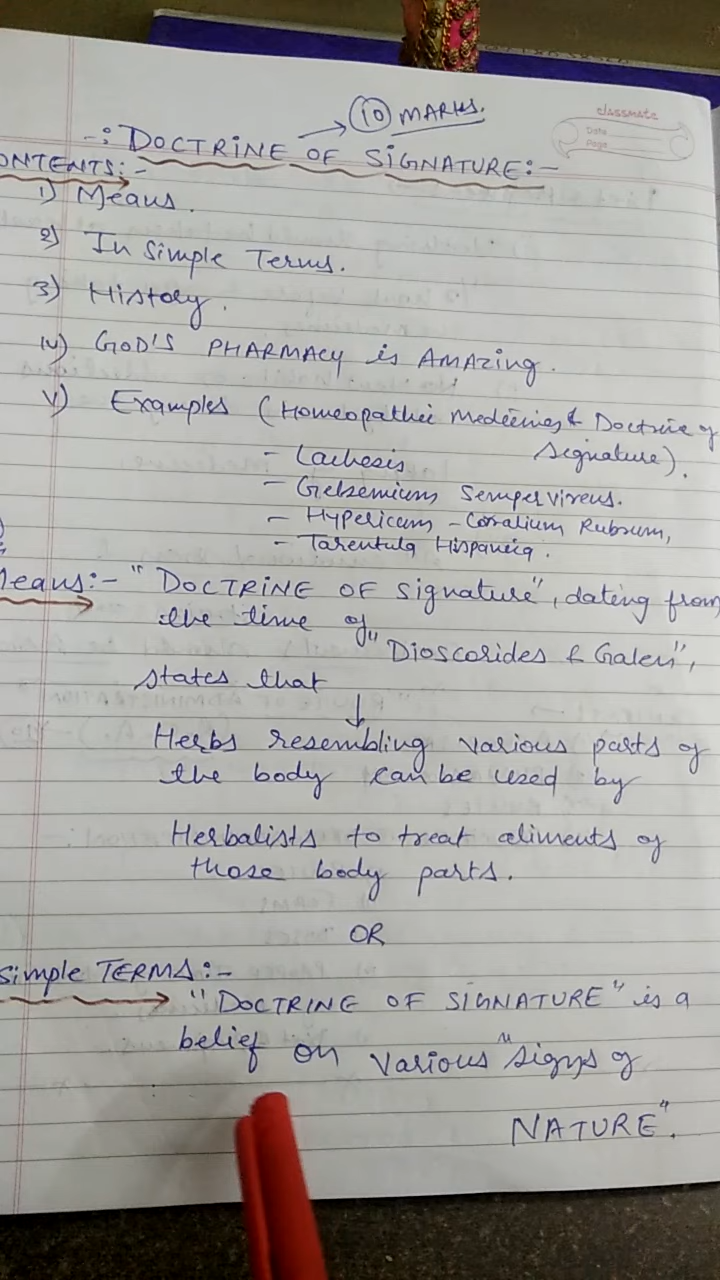 → (10) MARKS.
classmate
Date
Page
-: DOCTRINE OF SIGNATURE:-
ONTENTS:-
1) Means.
2) In Simple Terms.
3) History.
IV) GOD'S PHARMACY is AMAZING.
V) Examples (Homeopathic Medicines & Doctrine of
Signature).
- Lachesis
- Gelsemium Sempervirens.
- Hypericum - Corralium Rubrum,
- Tarentula Hispanica.
Means:- "DOCTRINE OF Signature", dating from
the time of
"Dioscorides & Galen",
states that
↓
Herbs resembling various parts of
the body can be used by
Herbalists to treat aliments of
those body parts.
OR
Simple TERMS:-
→ "DOCTRINE OF SIGNATURE" is a
belief on various "signs of
NATURE".